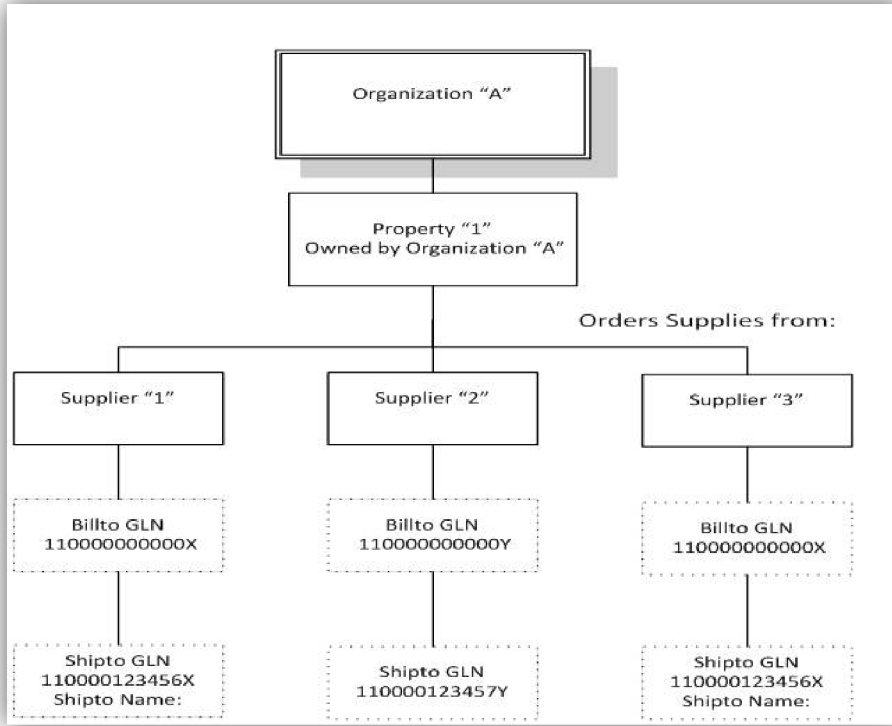 Organization “A”
Property “1”
Owned by Organization “A”
Orders Supplies from:
Supplier “1”
Supplier “2”
Supplier “3”
Billto GLN
110000000000X
Billto GLN
110000000000Y
Billto GLN
110000000000X
Shipto GLN
110000123456X
Shipto Name:
Shipto GLN
110000123457Y
Shipto GLN
110000123456X
Shipto Name: